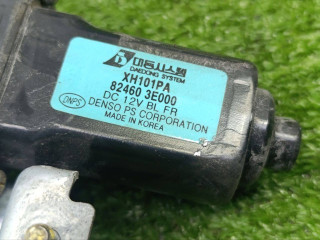 대동시스템
DAEDONG SYSTEM
XH101PA
82460 3E000
DC 12V BL FR
DNPS
DENSO PS CORPORATION
MADE IN KOREA